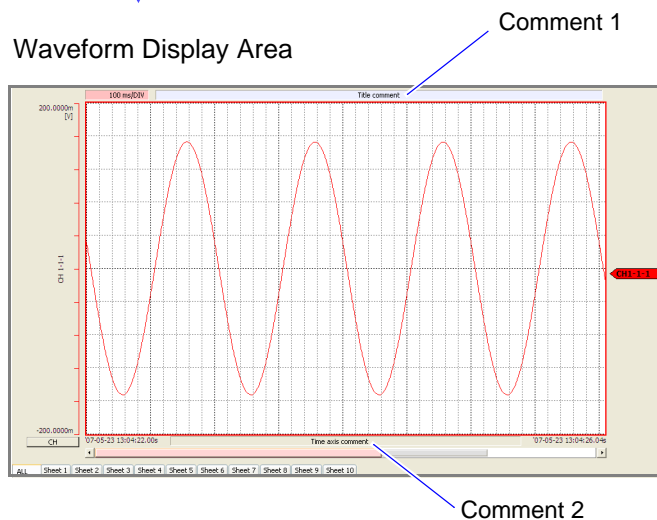 Comment 1
Waveform Display Area
100 ms/DIV
Title comment
200.0000m
[V]
CH 1-1-1
CH1-1-1
-200.0000m
CH
'07-05-23 13:04:22.00s
Time axis comment
'07-05-23 13:04:26.04s
ALL Sheet 1 Sheet 2 Sheet 3 Sheet 4 Sheet 5 Sheet 6 Sheet 7 Sheet 8 Sheet 9 Sheet 10
Comment 2